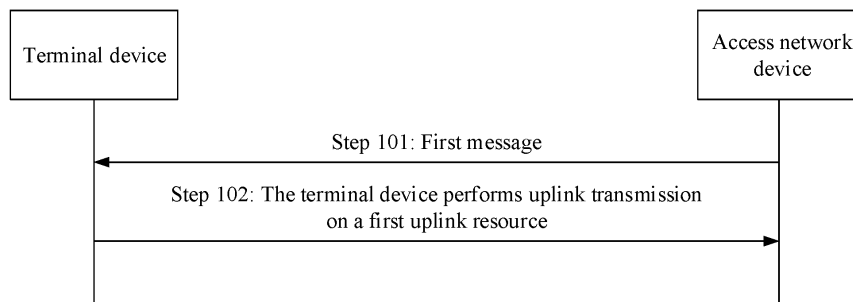 Terminal device
Access network
device
Step 101: First message
Step 102: The terminal device performs uplink transmission
on a first uplink resource